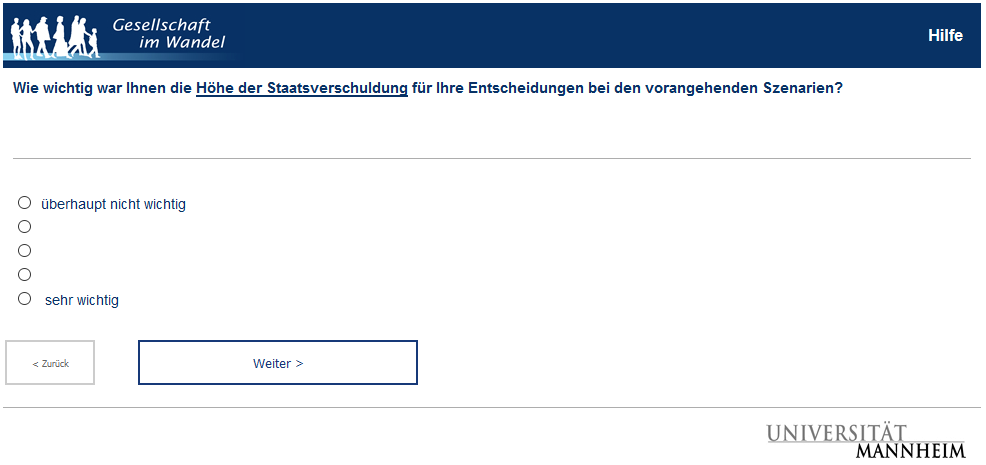 Gesellschaft
im Wandel
Hilfe
Wie wichtig war Ihnen die Höhe der Staatsverschuldung für Ihre Entscheidungen bei den vorangehenden Szenarien?
überhaupt nicht wichtig
sehr wichtig
< Zurück
Weiter >
UNIVERSITÄT
MANNHEIM